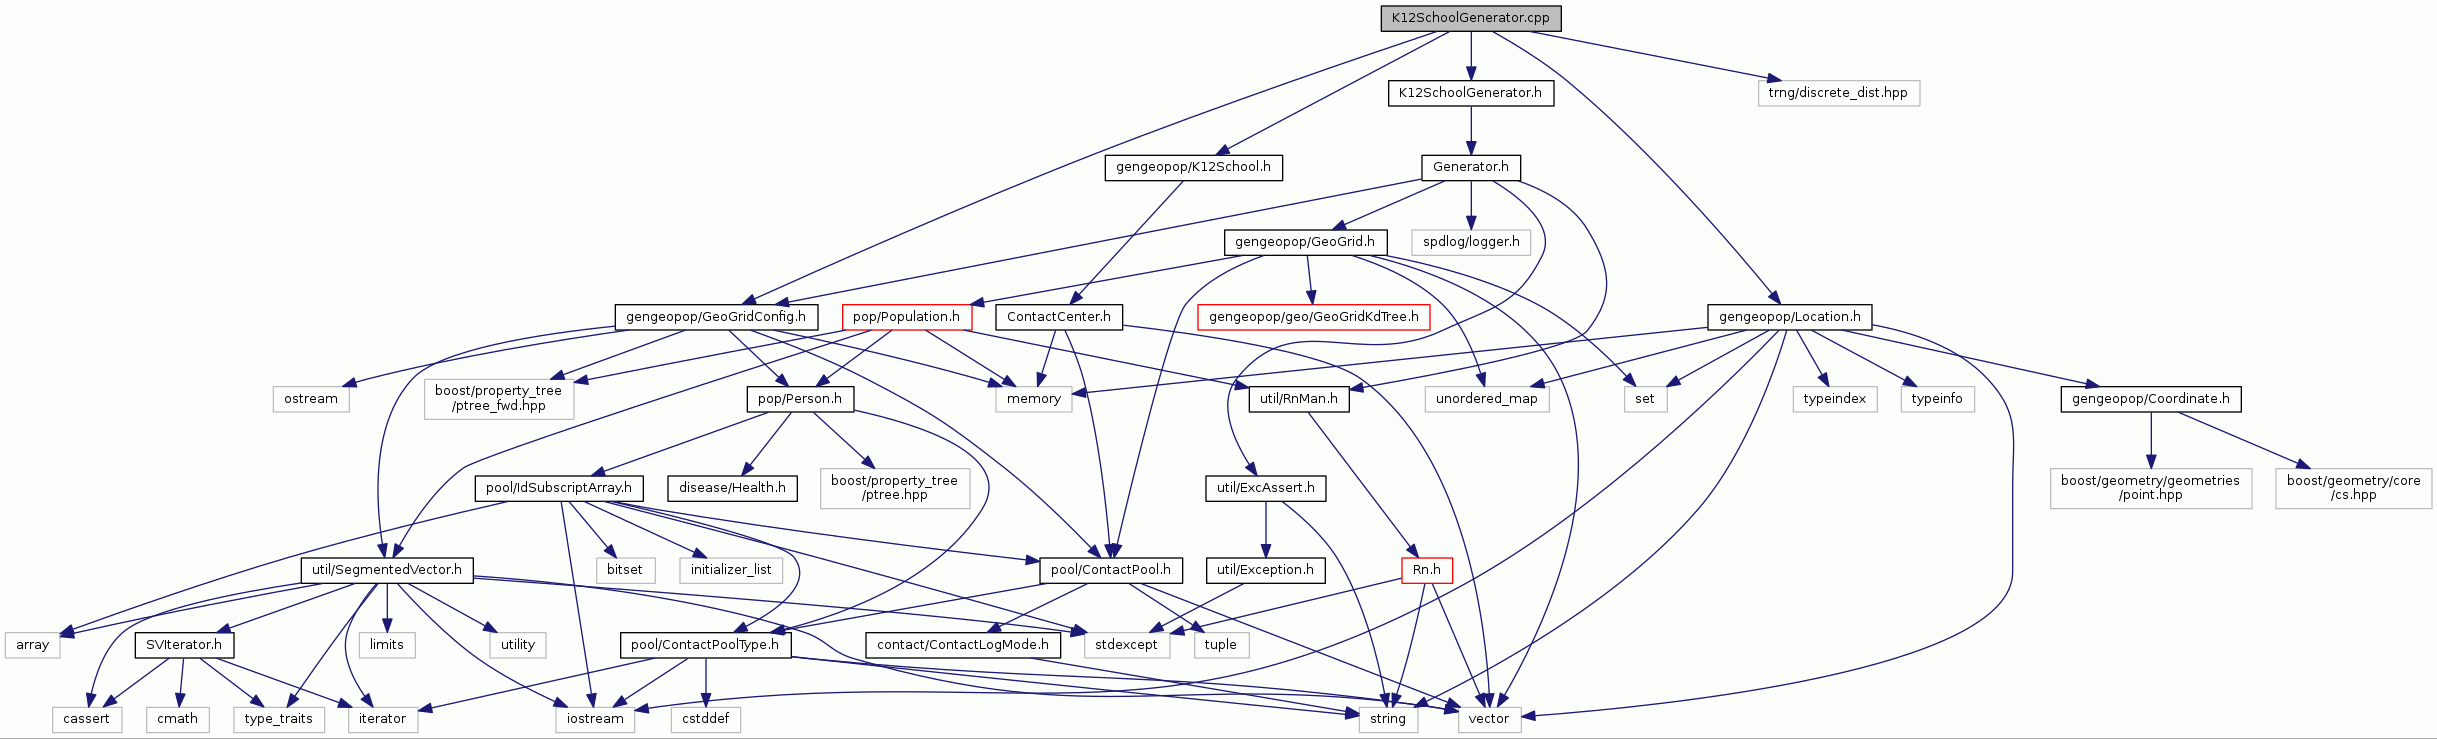 K12SchoolGenerator.cpp
K12SchoolGenerator.h
trng/discrete_dist.hpp
gengeopop/K12School.h
Generator.h
gengeopop/GeoGrid.h
spdlog/logger.h
gengeopop/GeoGridConfig.h
pop/Population.h
ContactCenter.h
gengeopop/geo/GeoGridKdTree.h
gengeopop/Location.h
ostream
boost/property_tree
/ptree_fwd.hpp
pop/Person.h
memory
util/RnMan.h
unordered_map
set
typeindex
typeinfo
gengeopop/Coordinate.h
pool/IdSubscriptArray.h
disease/Health.h
boost/property_tree
/ptree.hpp
util/ExcAssert.h
boost/geometry/geometries
/point.hpp
boost/geometry/core
/cs.hpp
util/SegmentedVector.h
bitset
initializer_list
pool/ContactPool.h
util/Exception.h
Rn.h
array
SVIterator.h
limits
utility
pool/ContactPoolType.h
contact/ContactLogMode.h
stdexcept
tuple
cassert
cmath
type_traits
iterator
iostream
cstddef
string
vector